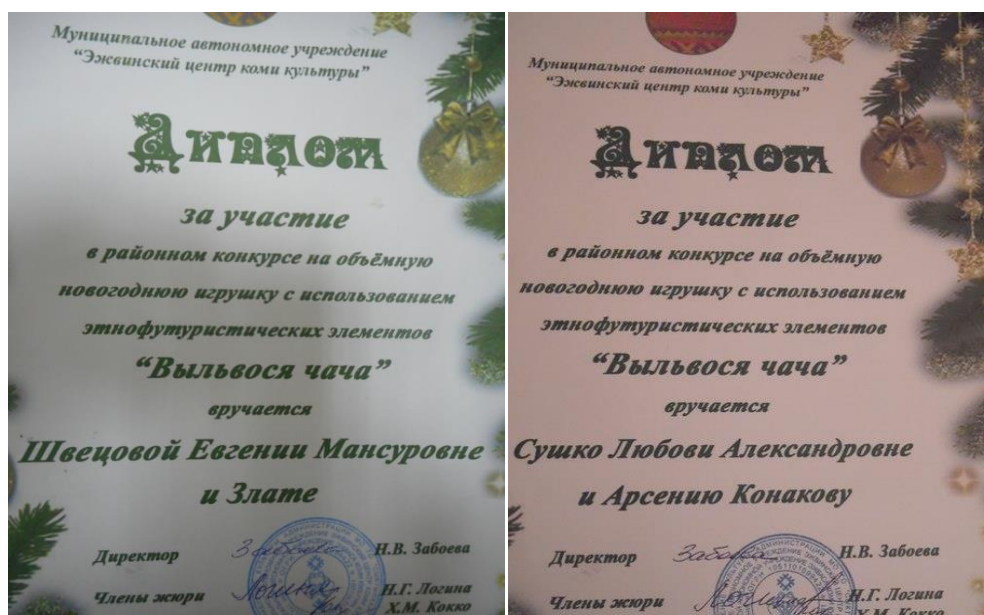 Муниципальное автономное учреждение
“Эжвинский центр коми культуры”
Диплом
за участие
в районном конкурсе на объёмную
новогоднюю игрушку с использованием
этнофутуристических элементов
“Выльвося чача”
вручается
Швецовой Евгении Мансуровне
и Злате
Директор Н.В. Забоева
Члены жюри Н.Г. Логина
Х.М. Кокко
Муниципальное автономное учреждение
“Эжвинский центр коми культуры”
Диплом
за участие
в районном конкурсе на объёмную
новогоднюю игрушку с использованием
этнофутуристических элементов
“Выльвося чача”
вручается
Сушко Любови Александровне
и Арсению Конакову
Директор Н.В. Забоева
Члены жюри Н.Г. Логина
Х.М. Кокко